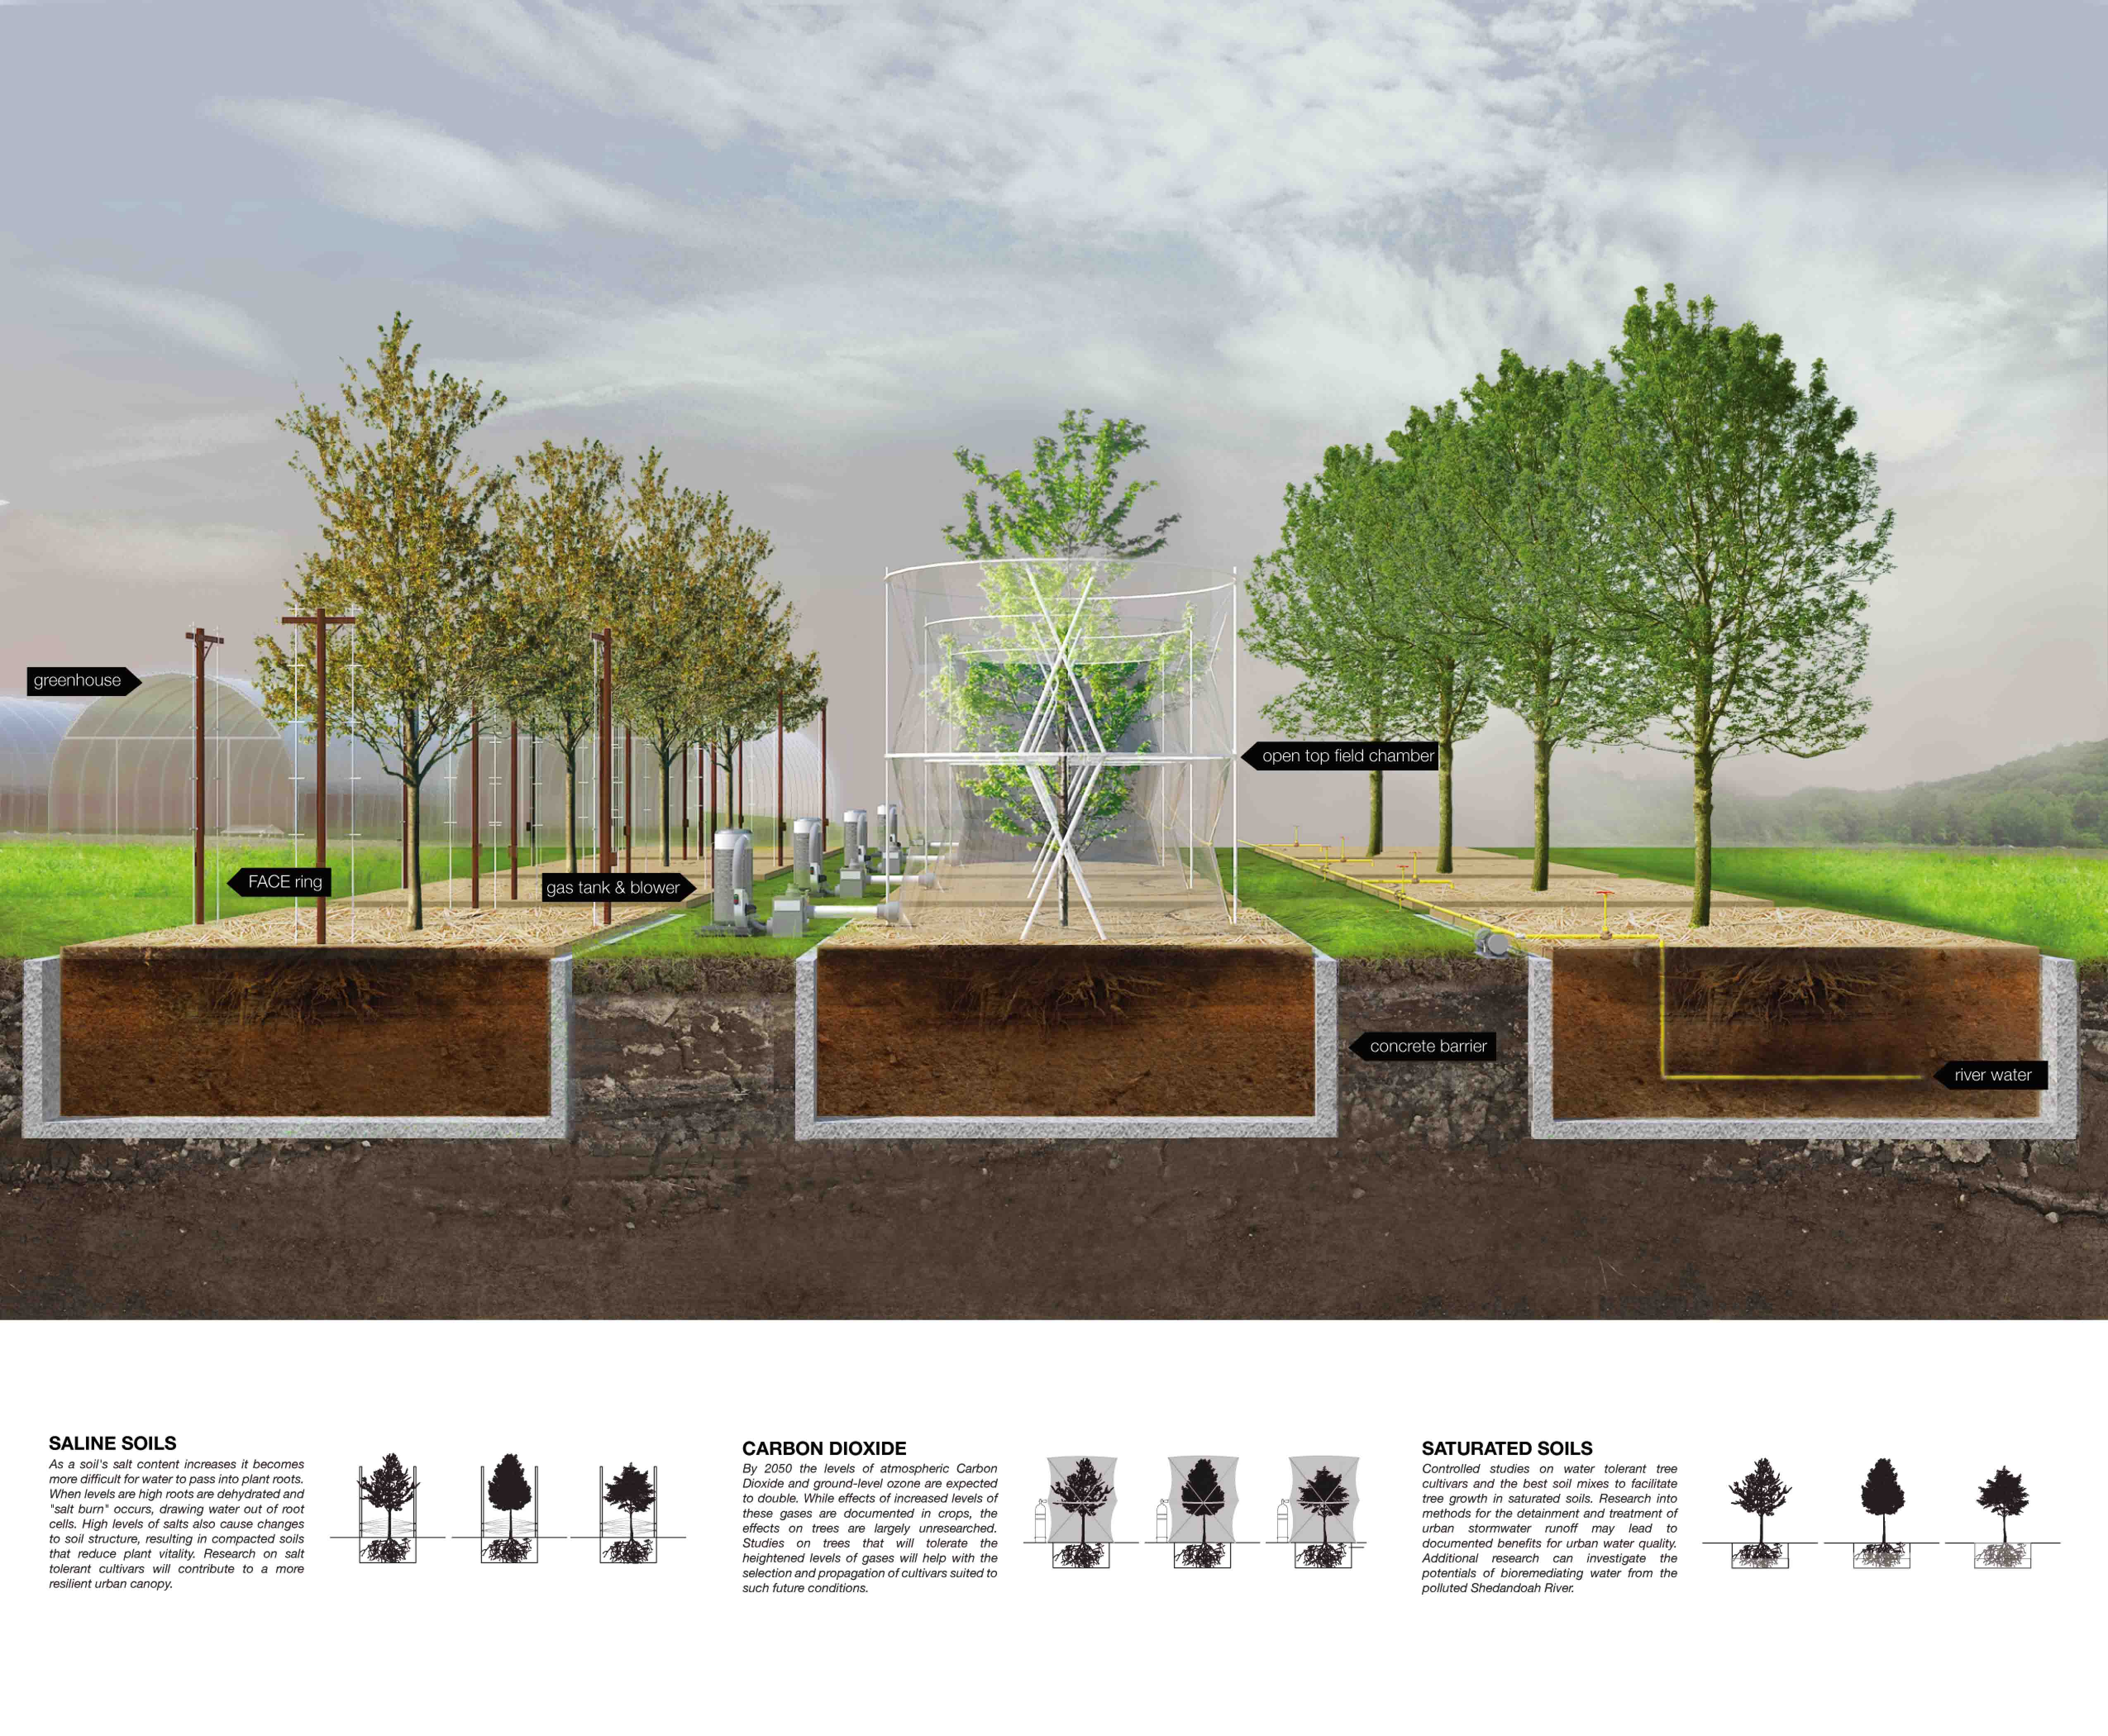 greenhouse
open top field chamber
FACE ring
gas tank & blower
concrete barrier
river water
SALINE SOILS
As a soil's salt content increases it becomes
more difficult for water to pass into plant roots.
When levels are high roots are dehydrated and
"salt burn" occurs, drawing water out of root
cells. High levels of salts also cause changes
to soil structure, resulting in compacted soils
that reduce plant vitality. Research on salt
tolerant cultivars will contribute to a more
resilient urban canopy.
CARBON DIOXIDE
By 2050 the levels of atmospheric Carbon
Dioxide and ground-level ozone are expected
to double. While effects of increased levels of
these gases are documented in crops, the
effects on trees are largely unresearched.
Studies on trees that will tolerate the
heightened levels of gases will help with the
selection and propagation of cultivars suited to
such future conditions.
SATURATED SOILS
Controlled studies on water tolerant tree
cultivars and the best soil mixes to facilitate
tree growth in saturated soils. Research into
methods for the detainment and treatment of
urban stormwater runoff may lead to
documented benefits for urban water quality.
Additional research can investigate the
potentials of bioremediating water from the
polluted Shedandoah River.